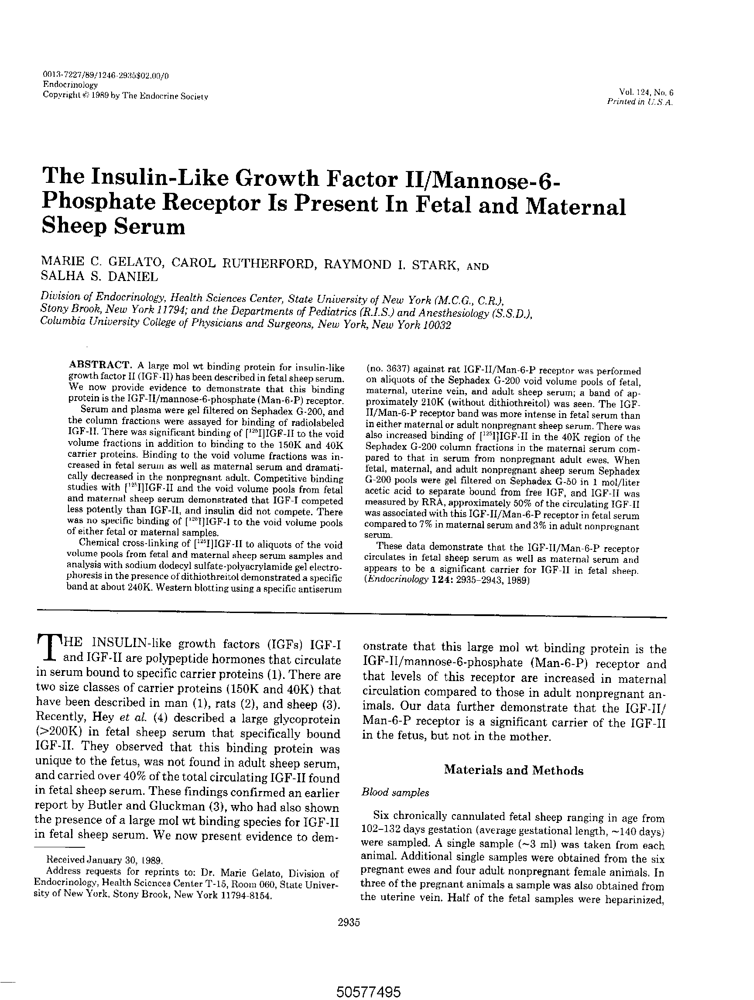 0013-7227/89/1246-2935$02.00/0
Endocrinology
Copyright © 1989 by The Endocrine Society
Vol. 124, No. 6
Printed in U.S.A.
The Insulin-Like Growth Factor II/Mannose-6-
Phosphate Receptor Is Present In Fetal and Maternal
Sheep Serum
MARIE C. GELATO, CAROL RUTHERFORD, RAYMOND I. STARK, AND
SALHA S. DANIEL
Division of Endocrinology, Health Sciences Center, State University of New York (M.C.G., C.R.),
Stony Brook, New York 11794; and the Departments of Pediatrics (R.I.S.) and Anesthesiology (S.S.D.),
Columbia University College of Physicians and Surgeons, New York, New York 10032
ABSTRACT. A large mol wt binding protein for insulin-like
growth factor II (IGF-II) has been described in fetal sheep serum.
We now provide evidence to demonstrate that this binding
protein is the IGF-II/mannose-6-phosphate (Man-6-P) receptor.
Serum and plasma were gel filtered on Sephadex G-200, and
the column fractions were assayed for binding of radiolabeled
IGF-II. There was significant binding of [125I]IGF-II to the void
volume fractions in addition to binding to the 150K and 40K
carrier proteins. Binding to the void volume fractions was in-
creased in fetal serum as well as maternal serum and dramati-
cally decreased in the nonpregnant adult. Competitive binding
studies with [125I]IGF-II and the void volume pools from fetal
and maternal sheep serum demonstrated that IGF-I competed
less potently than IGF-II, and insulin did not compete. There
was no specific binding of [125I]IGF-I to the void volume pools
of either fetal or maternal samples.
Chemical cross-linking of [125I]IGF-II to aliquots of the void
volume pools from fetal and maternal sheep serum samples and
analysis with sodium dodecyl sulfate-polyacrylamide gel electro-
phoresis in the presence of dithiothreitol demonstrated a specific
band at about 240K. Western blotting using a specific antiserum
(no. 3637) against rat IGF-II/Man-6-P receptor was performed
on aliquots of the Sephadex G-200 void volume pools of fetal,
maternal, uterine vein, and adult sheep serum; a band of ap-
proximately 210K (without dithiothreitol) was seen. The IGF-
II/Man-6-P receptor band was more intense in fetal serum than
in either maternal or adult nonpregnant sheep serum. There was
also increased binding of [125I]IGF-II in the 40K region of the
Sephadex G-200 column fractions in the maternal serum com-
pared to that in serum from nonpregnant adult ewes. When
fetal, maternal, and adult nonpregnant sheep serum Sephadex
G-200 pools were gel filtered on Sephadex G-50 in 1 mol/liter
acetic acid to separate bound from free IGF, and IGF-II was
measured by RRA, approximately 50% of the circulating IGF-II
was associated with this IGF-II/Man-6-P receptor in fetal serum
compared to 7% in maternal serum and 3% in adult nonpregnant
serum.
These data demonstrate that the IGF-II/Man-6-P receptor
circulates in fetal sheep serum as well as maternal serum and
appears to be a significant carrier for IGF-II in fetal sheep.
(Endocrinology 124: 2935-2943, 1989)
THE INSULIN-like growth factors (IGFs) IGF-I
and IGF-II are polypeptide hormones that circulate
in serum bound to specific carrier proteins (1). There are
two size classes of carrier proteins (150K and 40K) that
have been described in man (1), rats (2), and sheep (3).
Recently, Hey et al. (4) described a large glycoprotein
(>200K) in fetal sheep serum that specifically bound
IGF-II. They observed that this binding protein was
unique to the fetus, was not found in adult sheep serum,
and carried over 40% of the total circulating IGF-II found
in fetal sheep serum. These findings confirmed an earlier
report by Butler and Gluckman (3), who had also shown
the presence of a large mol wt binding species for IGF-II
in fetal sheep serum. We now present evidence to dem-
Received January 30, 1989.
Address requests for reprints to: Dr. Marie Gelato, Division of
Endocrinology, Health Sciences Center T-15, Room 060, State Univer-
sity of New York, Stony Brook, New York 11794-8154.
onstrate that this large mol wt binding protein is the
IGF-II/mannose-6-phosphate (Man-6-P) receptor and
that levels of this receptor are increased in maternal
circulation compared to those in adult nonpregnant an-
imals. Our data further demonstrate that the IGF-II/
Man-6-P receptor is a significant carrier of the IGF-II
in the fetus, but not in the mother.
Materials and Methods
Blood samples
Six chronically cannulated fetal sheep ranging in age from
102-132 days gestation (average gestational length, ~140 days)
were sampled. A single sample (~3 ml) was taken from each
animal. Additional single samples were obtained from the six
pregnant ewes and four adult nonpregnant female animals. In
three of the pregnant animals a sample was also obtained from
the uterine vein. Half of the fetal samples were heparinized,
2935
50577495